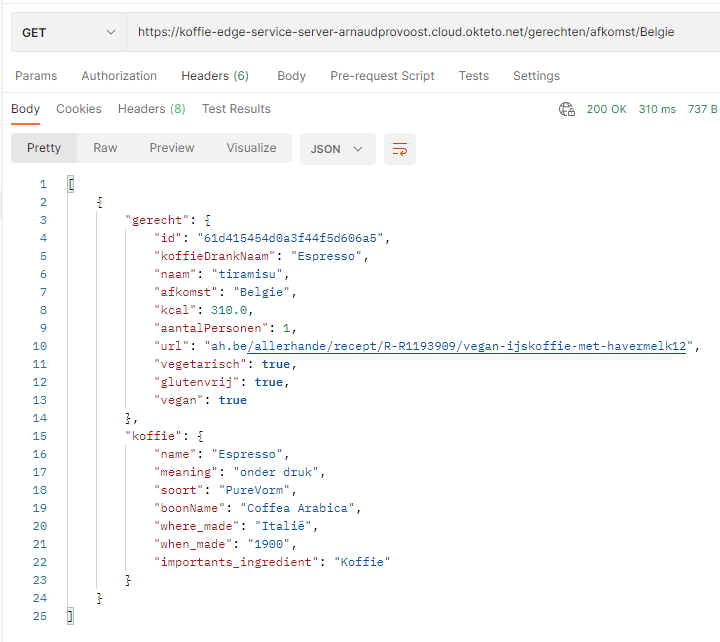 GET https://koffie-edge-service-server-arnaudprovoost.cloud.okteto.net/gerechten/afkomst/Belgie
Params Authorization Headers (6) Body Pre-request Script Tests Settings
Body Cookies Headers (8) Test Results 200 OK 310 ms 737 B
Pretty Raw Preview Visualize JSON
1 [
2 {
3 "gerecht": {
4 "id": "61d415454d0a3f44f5d606a5",
5 "koffieDrankNaam": "Espresso",
6 "naam": "tiramisu",
7 "afkomst": "Belgie",
8 "kcal": 310.0,
9 "aantalPersonen": 1,
10 "url": "ah.be/allerhande/recept/R-R1193909/vegan-ijskoffie-met-havermelk12",
11 "vegetarisch": true,
12 "glutenvrij": true,
13 "vegan": true
14 },
15 "koffie": {
16 "name": "Espresso",
17 "meaning": "onder druk",
18 "soort": "PureVorm",
19 "boonName": "Coffea Arabica",
20 "where_made": "Italië",
21 "when_made": "1900",
22 "importants_ingredient": "Koffie"
23 }
24 }
25 ]